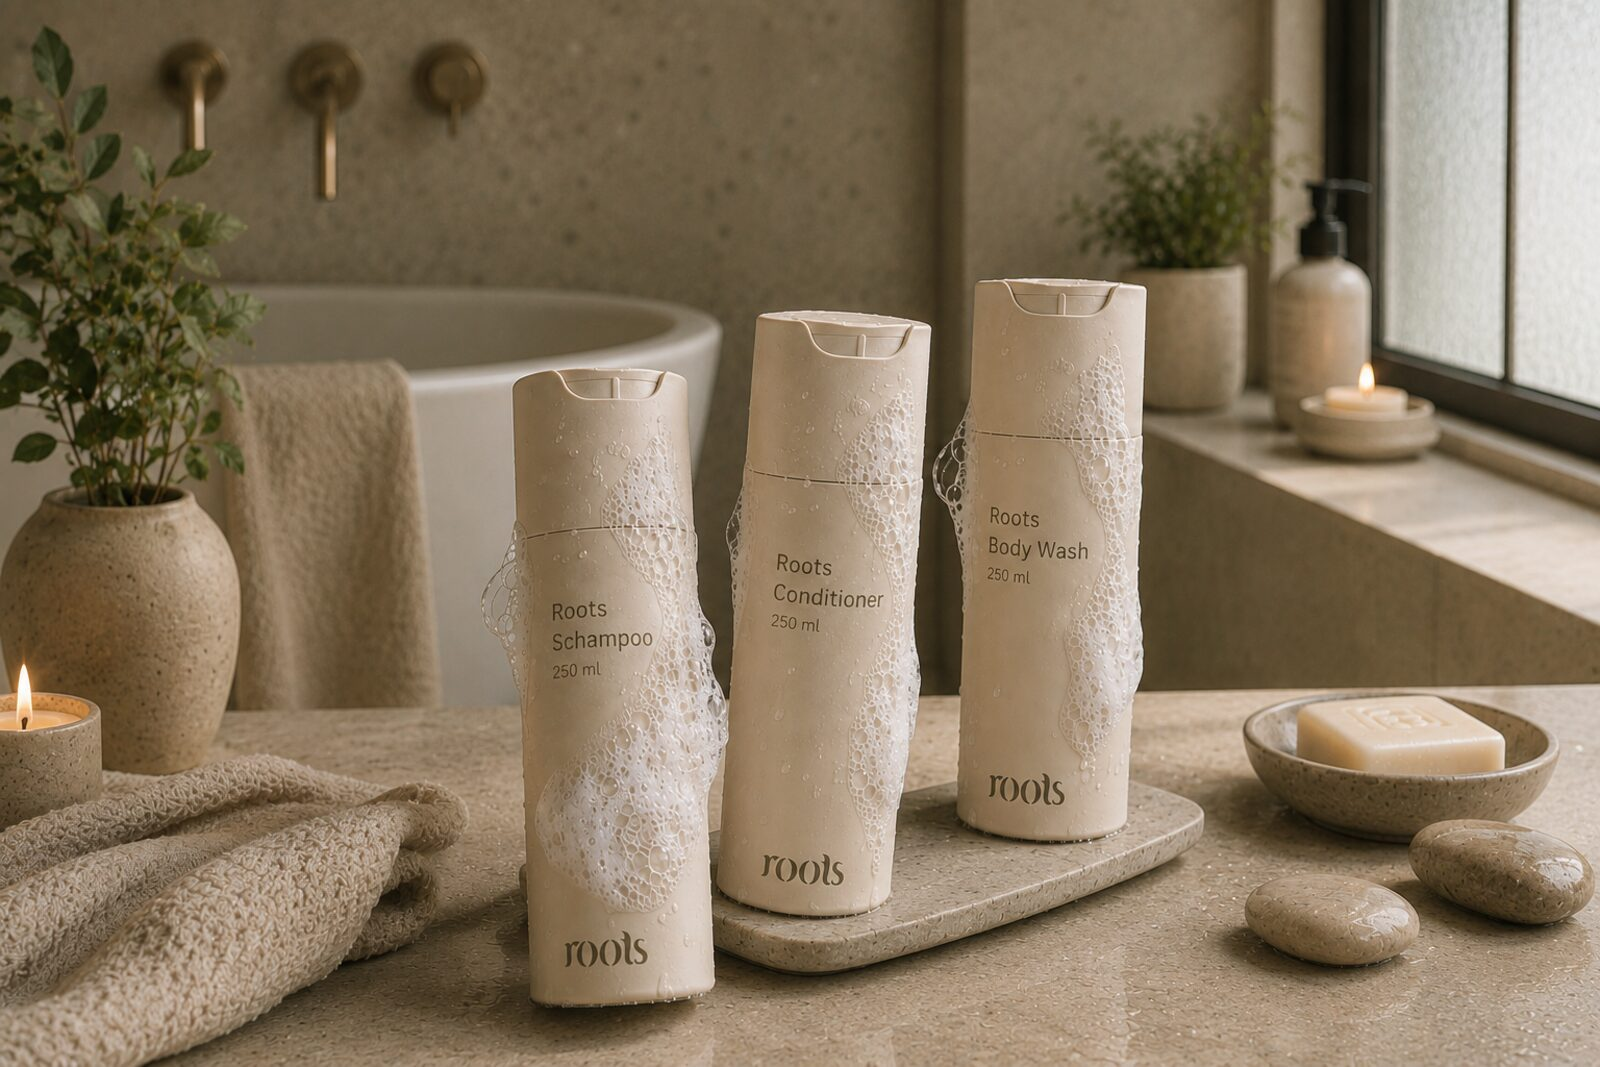 Roots
Schampoo
250 ml
roots
Roots
Conditioner
250 ml
roots
Roots
Body Wash
250 ml
roots